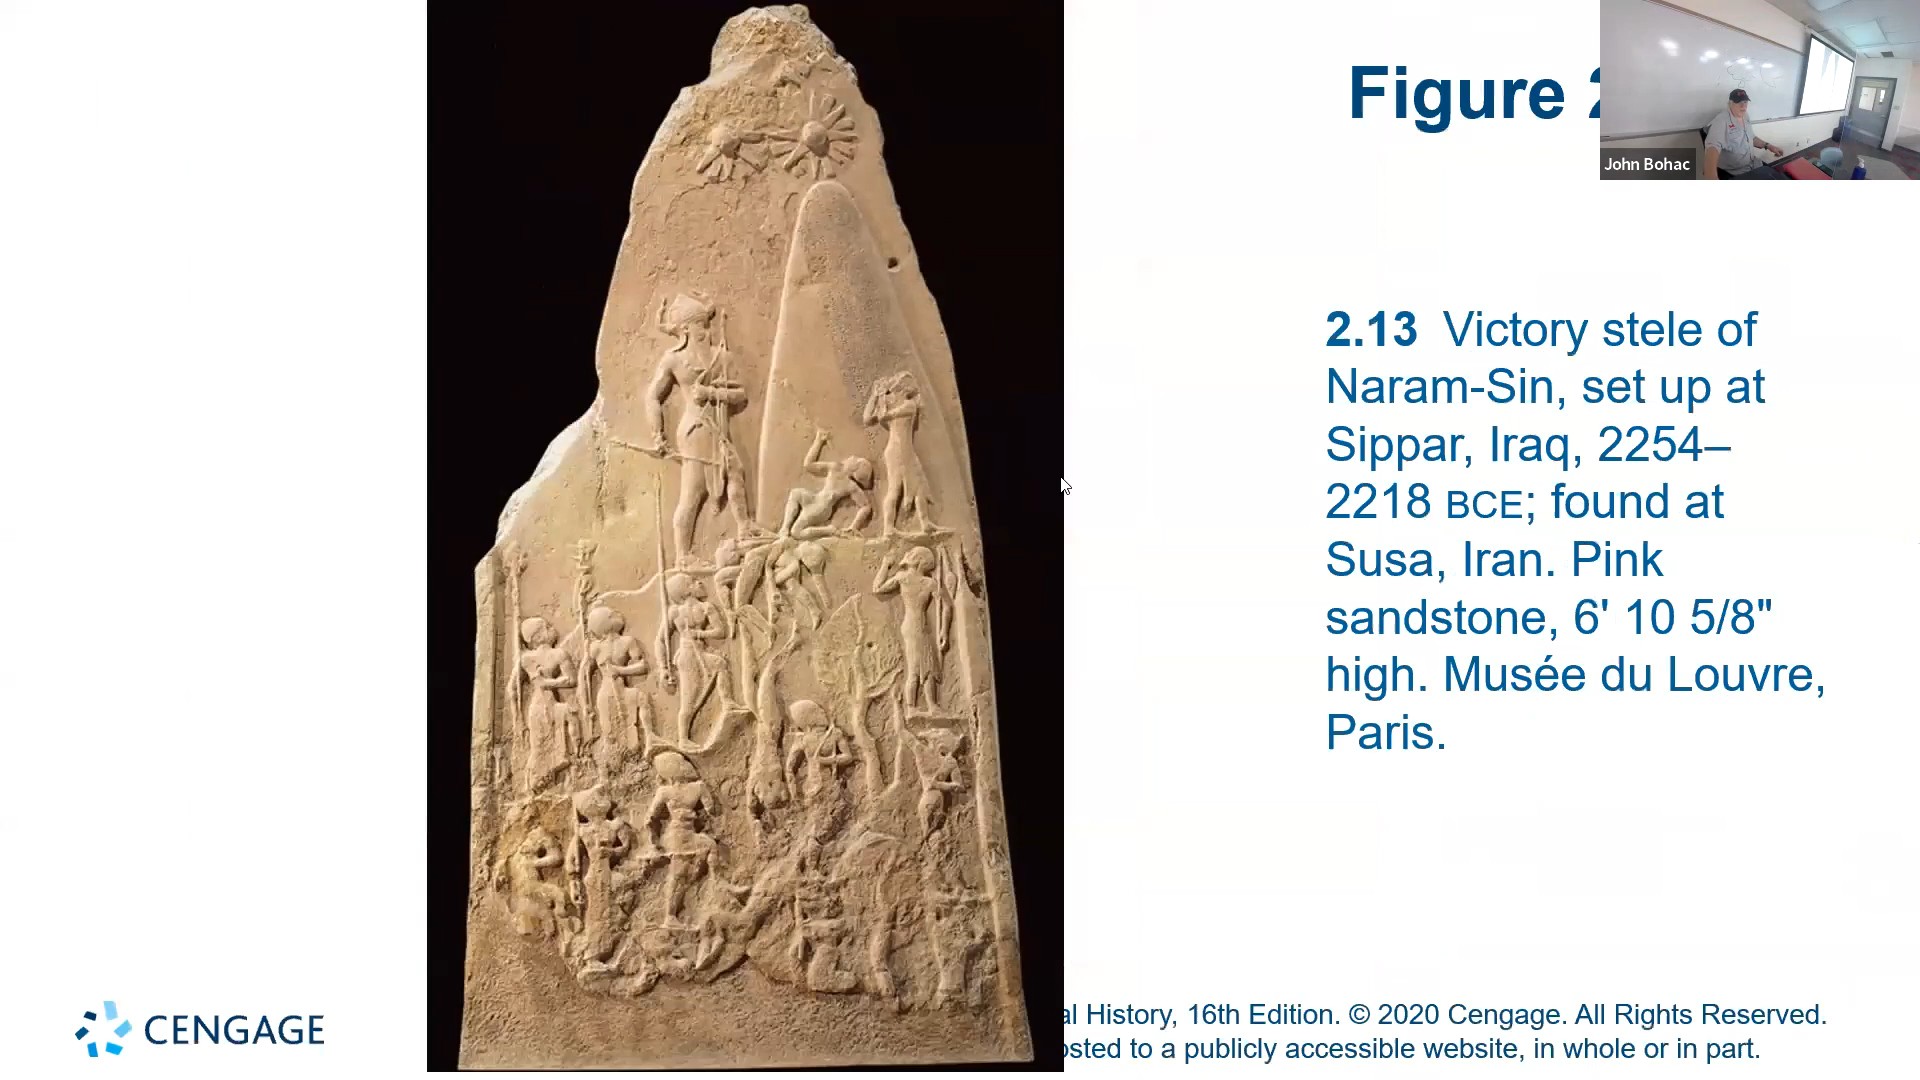 Figure
John Bohac
2.13 Victory stele of
Naram-Sin, set up at
Sippar, Iraq, 2254–
2218 BCE; found at
Susa, Iran. Pink
sandstone, 6' 10 5/8"
high. Musée du Louvre,
Paris.
CENGAGE
History, 16th Edition. © 2020 Cengage. All Rights Reserved.
to a publicly accessible website, in whole or in part.